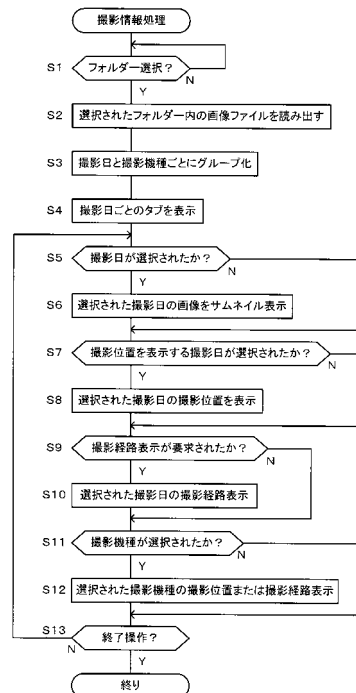 撮影情報処理
S1 フォルダー選択？ N
Y
S2 選択されたフォルダー内の画像ファイルを読み出す
S3 撮影日と撮影機種ごとにグループ化
S4 撮影日ごとのタブを表示
S5 撮影日が選択されたか？ N
Y
S6 選択された撮影日の画像をサムネイル表示
S7 撮影位置を表示する撮影日が選択されたか？ N
Y
S8 選択された撮影日の撮影位置を表示
S9 撮影経路表示が要求されたか？ N
Y
S10 選択された撮影日の撮影経路表示
S11 撮影機種が選択されたか？ N
Y
S12 選択された撮影機種の撮影位置または撮影経路表示
S13 終了操作？ N
Y
終り